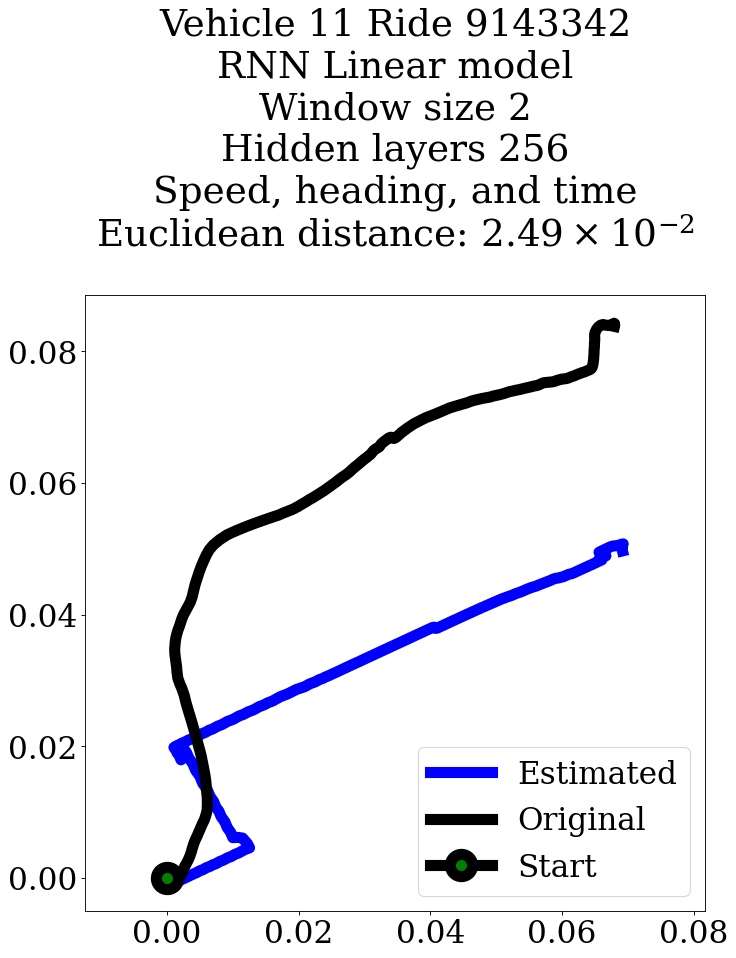 Vehicle 11 Ride 9143342
RNN Linear model
Window size 2
Hidden layers 256
Speed, heading, and time
Euclidean distance: 2.49 × 10⁻²
0.08
0.06
0.04
0.02
0.00
Estimated
Original
Start
0.00 0.02 0.04 0.06 0.08